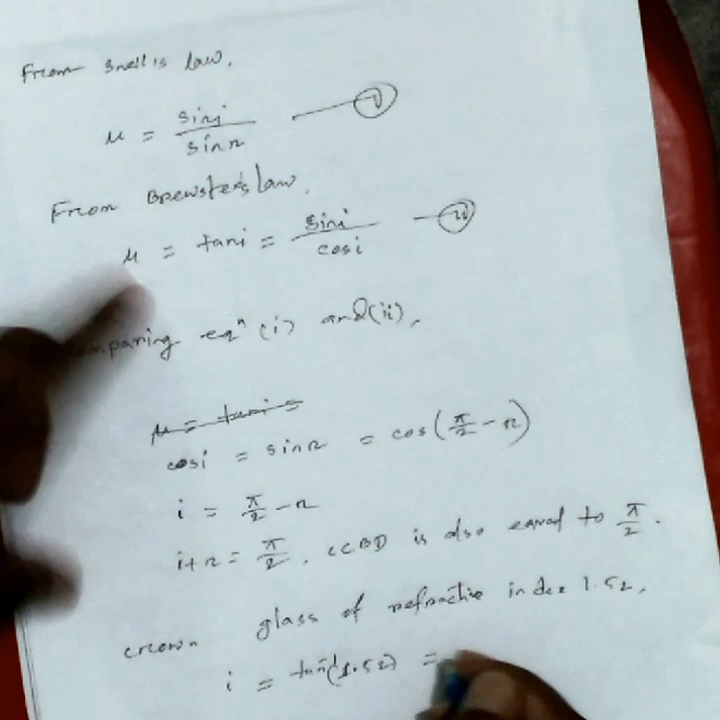 From Snell's law,
μ = sini / sinr — (i)
From Brewster's law,
μ = tani = sini / cosi — (ii)
comparing eqⁿ (i) and (ii),
μ = tani =
cosi = sinr = cos(π/2 - r)
i = π/2 - r
i+r = π/2. ∠CBD is also equal to π/2.
crown glass of refractive index 1.52,
i = tan⁻¹(1.52) =